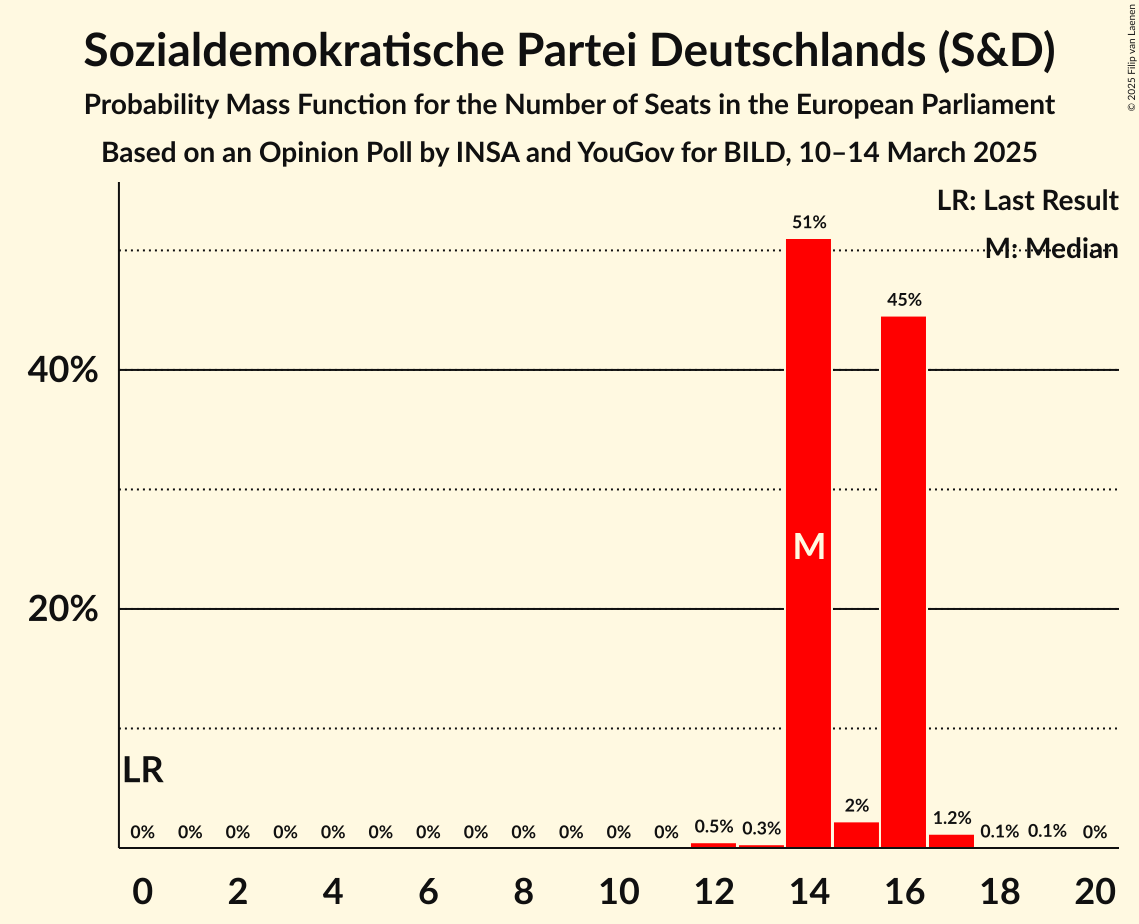 Sozialdemokratische Partei Deutschlands (S&D)
Probability Mass Function for the Number of Seats in the European Parliament
Based on an Opinion Poll by INSA and YouGov for BILD, 10–14 March 2025
© 2025 Filip van Laenen
LR: Last Result
M: Median
51%
45%
40%
M
20%
LR
0% 0% 0% 0% 0% 0% 0% 0% 0% 0% 0% 0% 0.5% 0.3% 2% 1.2% 0.1% 0.1% 0%
0 2 4 6 8 10 12 14 16 18 20